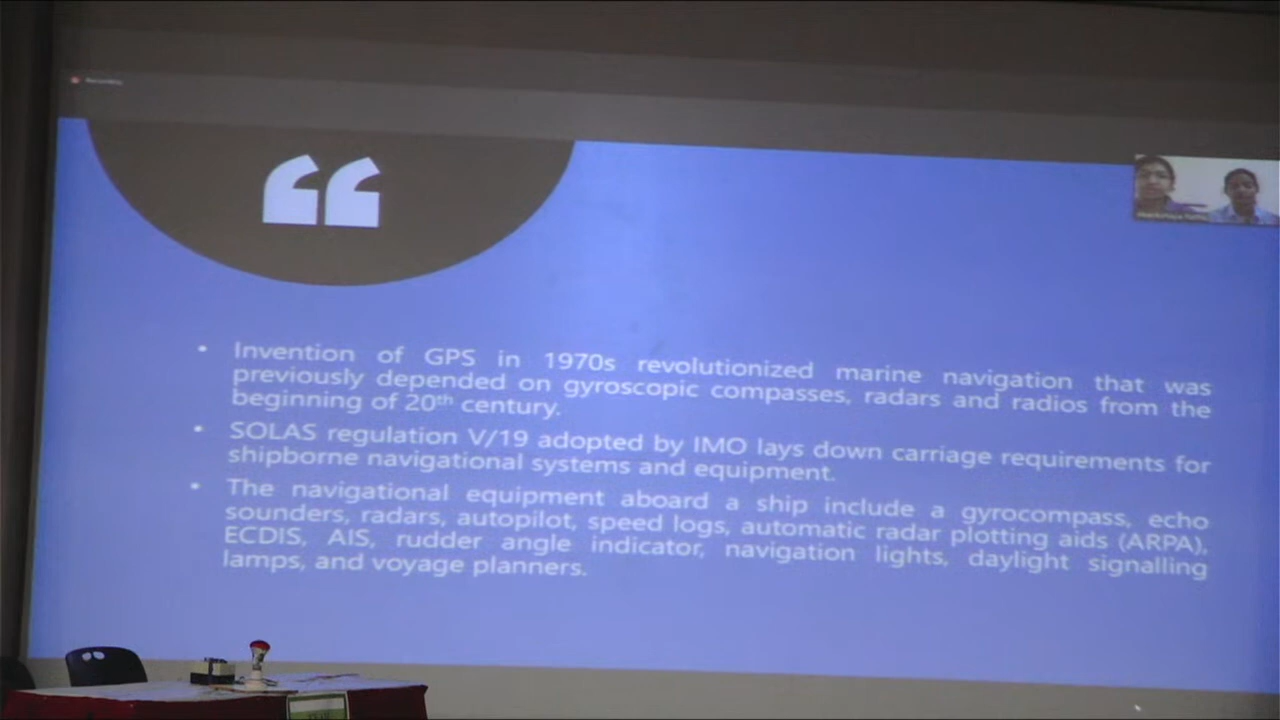 Recording
“
• Invention of GPS in 1970s revolutionized marine navigation that was
previously depended on gyroscopic compasses, radars and radios from the
beginning of 20th century.
• SOLAS regulation V/19 adopted by IMO lays down carriage requirements for
shipborne navigational systems and equipment.
• The navigational equipment aboard a ship include a gyrocompass, echo
sounders, radars, autopilot, speed logs, automatic radar plotting aids (ARPA),
ECDIS, AIS, rudder angle indicator, navigation lights, daylight signalling
lamps, and voyage planners.